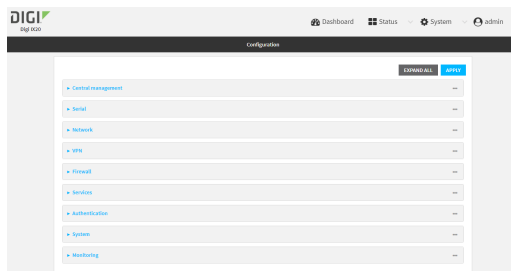 DIGI
Digi IX20
Dashboard Status System admin
Configuration
EXPAND ALL APPLY
Central management
Serial
Network
VPN
Firewall
Services
Authentication
System
Monitoring